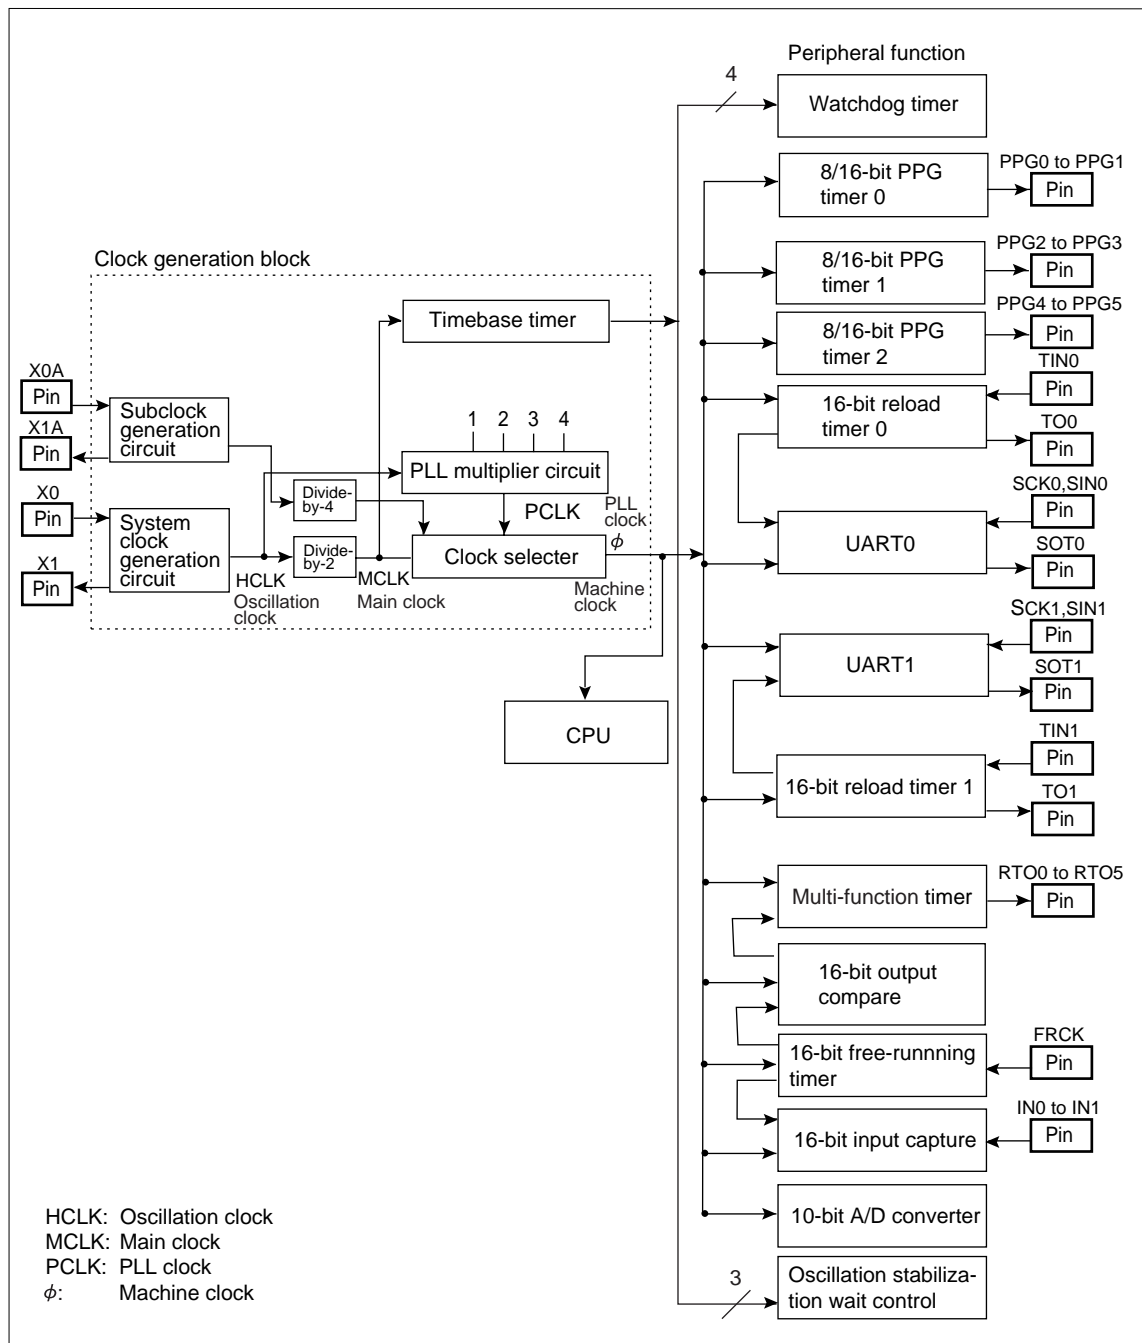 Peripheral function
4
Watchdog timer
PPG0 to PPG1
8/16-bit PPG
timer 0
Pin
PPG2 to PPG3
Clock generation block
8/16-bit PPG
timer 1
Pin
PPG4 to PPG5
Timebase timer
8/16-bit PPG
timer 2
Pin
TIN0
X0A
Pin
Subclock
generation
circuit
X1A
Pin
1 2 3 4
PLL multiplier circuit
16-bit reload
timer 0
Pin
TO0
Pin
X0
Pin
Divide-
by-4
PCLK
PLL
clock
ϕ
SCK0,SIN0
Pin
System
clock
generation
circuit
Divide-
by-2
Clock selecter
UART0
SOT0
Pin
X1
Pin
HCLK
Oscillation
clock
MCLK
Main clock
Machine
clock
SCK1,SIN1
Pin
UART1
SOT1
Pin
CPU
TIN1
Pin
16-bit reload timer 1
TO1
Pin
RTO0 to RTO5
Multi-function timer
Pin
16-bit output
compare
FRCK
16-bit free-runnning
timer
Pin
IN0 to IN1
16-bit input capture
Pin
10-bit A/D converter
HCLK: Oscillation clock
MCLK: Main clock
PCLK: PLL clock
ϕ: Machine clock
3
Oscillation stabiliza-
tion wait control